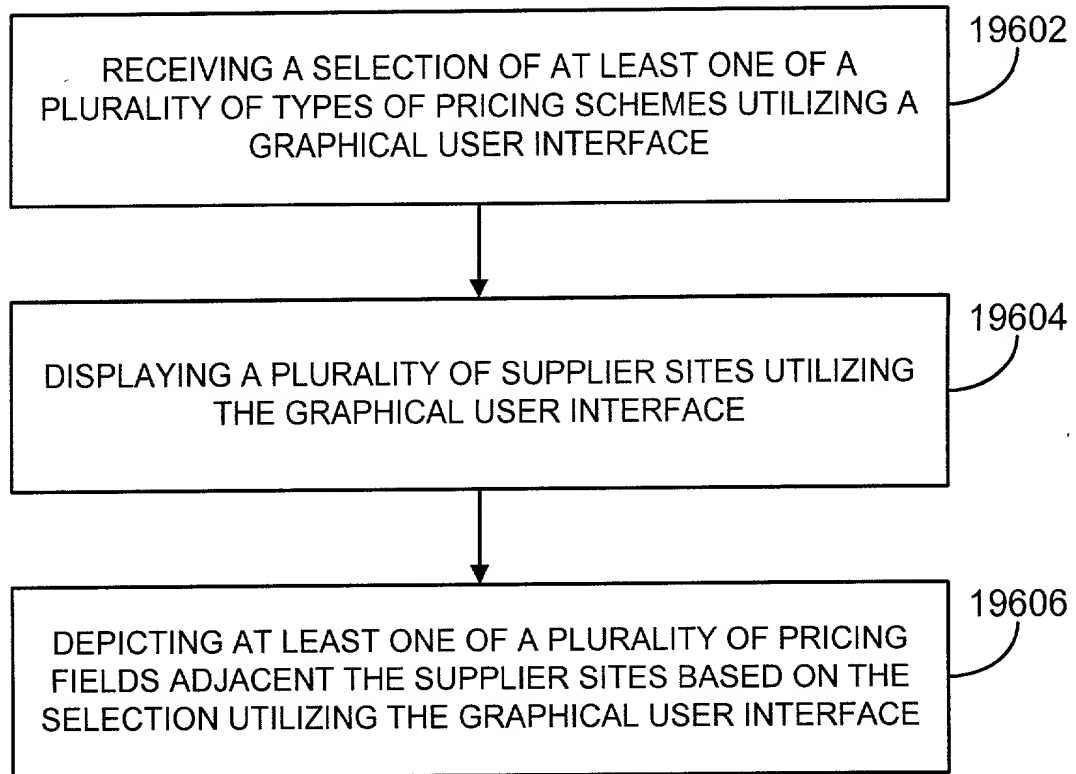 19602
RECEIVING A SELECTION OF AT LEAST ONE OF A
PLURALITY OF TYPES OF PRICING SCHEMES UTILIZING A
GRAPHICAL USER INTERFACE
19604
DISPLAYING A PLURALITY OF SUPPLIER SITES UTILIZING
THE GRAPHICAL USER INTERFACE
19606
DEPICTING AT LEAST ONE OF A PLURALITY OF PRICING
FIELDS ADJACENT THE SUPPLIER SITES BASED ON THE
SELECTION UTILIZING THE GRAPHICAL USER INTERFACE